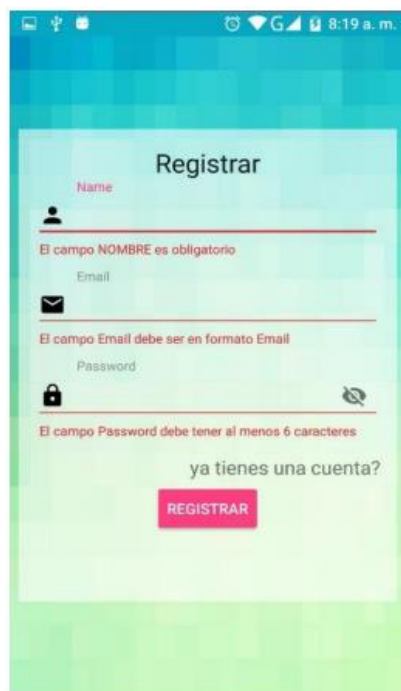 G 8:19 a. m.
Registrar
Name
El campo NOMBRE es obligatorio
Email
El campo Email debe ser en formato Email
Password
El campo Password debe tener al menos 6 caracteres
ya tienes una cuenta?
REGISTRAR